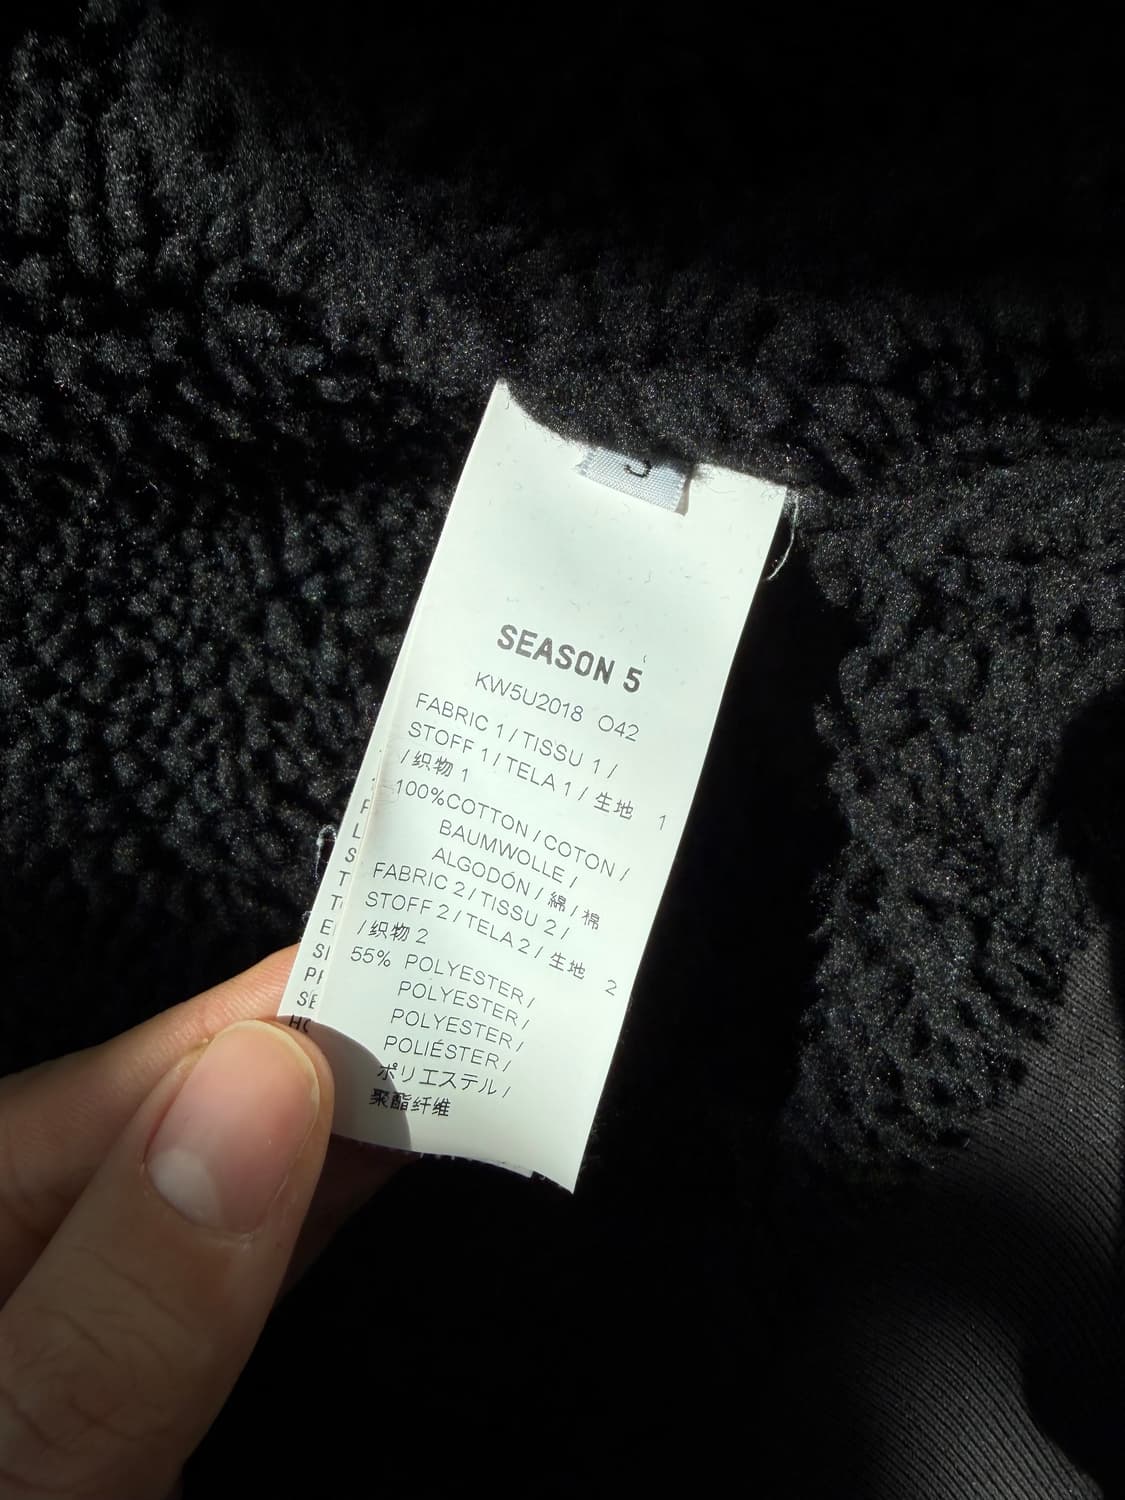 SEASON 5
KW5U2018 O42
FABRIC 1 / TISSU 1 /
STOFF 1 / TELA 1 / 生地 1
/ 织物 1
100%COTTON / COTON /
BAUMWOLLE /
ALGODÓN / 綿 / 棉
FABRIC 2 / TISSU 2 /
STOFF 2 / TELA 2 / 生地 2
/ 织物 2
55% POLYESTER /
POLYESTER /
POLYESTER /
POLIÉSTER /
ポリエステル /
聚酯纤维